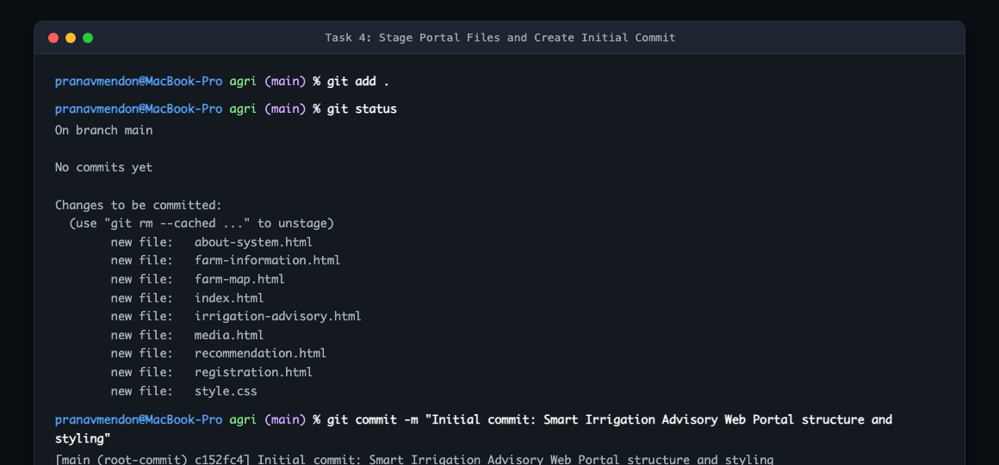 Task 4: Stage Portal Files and Create Initial Commit
pranavmendon@MacBook-Pro agri (main) % git add .
pranavmendon@MacBook-Pro agri (main) % git status
On branch main
No commits yet
Changes to be committed:
  (use "git rm --cached ..." to unstage)
        new file:   about-system.html
        new file:   farm-information.html
        new file:   farm-map.html
        new file:   index.html
        new file:   irrigation-advisory.html
        new file:   media.html
        new file:   recommendation.html
        new file:   registration.html
        new file:   style.css
pranavmendon@MacBook-Pro agri (main) % git commit -m "Initial commit: Smart Irrigation Advisory Web Portal structure and
styling"
[main (root-commit) c152fc4] Initial commit: Smart Irrigation Advisory Web Portal structure and styling